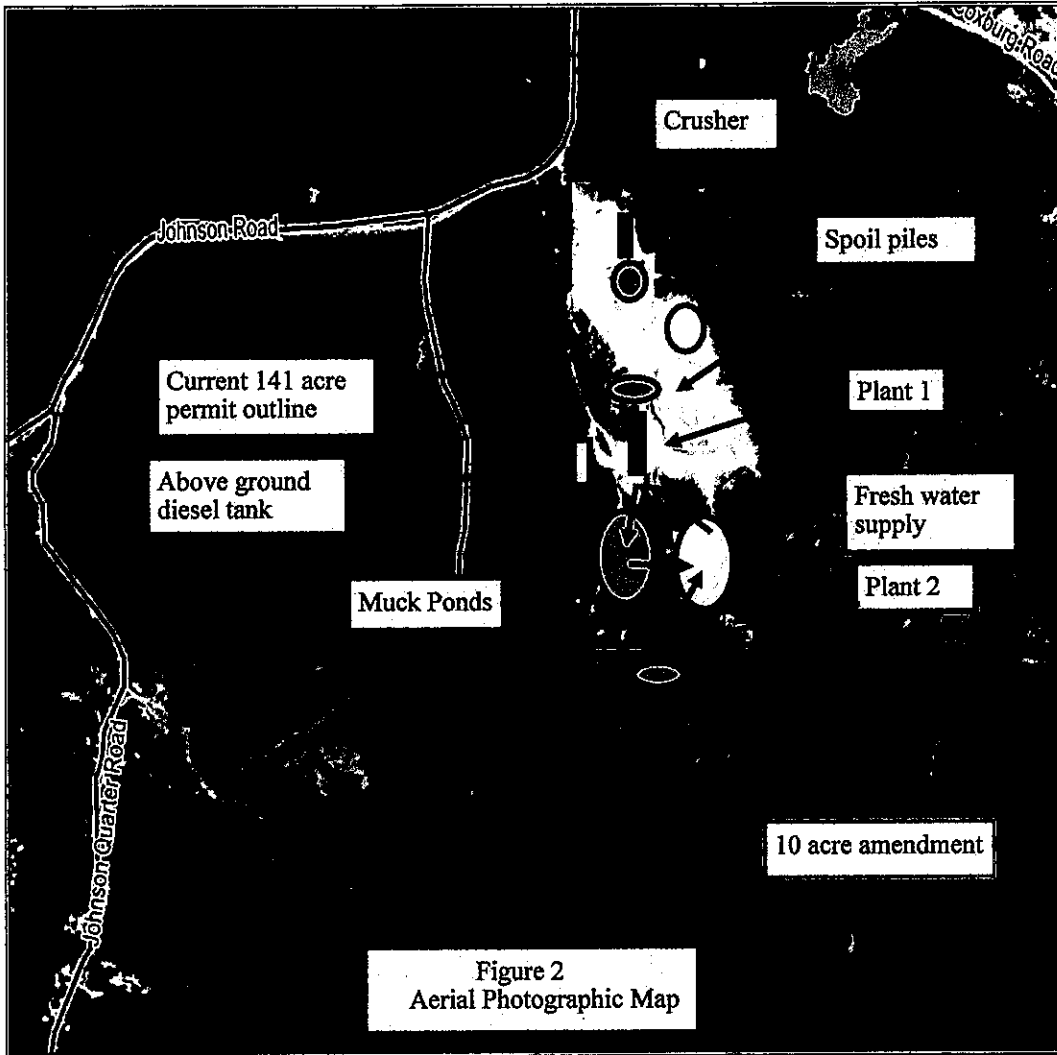 Coxburg Road
Crusher
Johnson Road
Spoil piles
Current 141 acre
permit outline
Plant 1
Above ground
diesel tank
Fresh water
supply
Plant 2
Muck Ponds
Johnson Quarter Road
10 acre amendment
Figure 2
Aerial Photographic Map